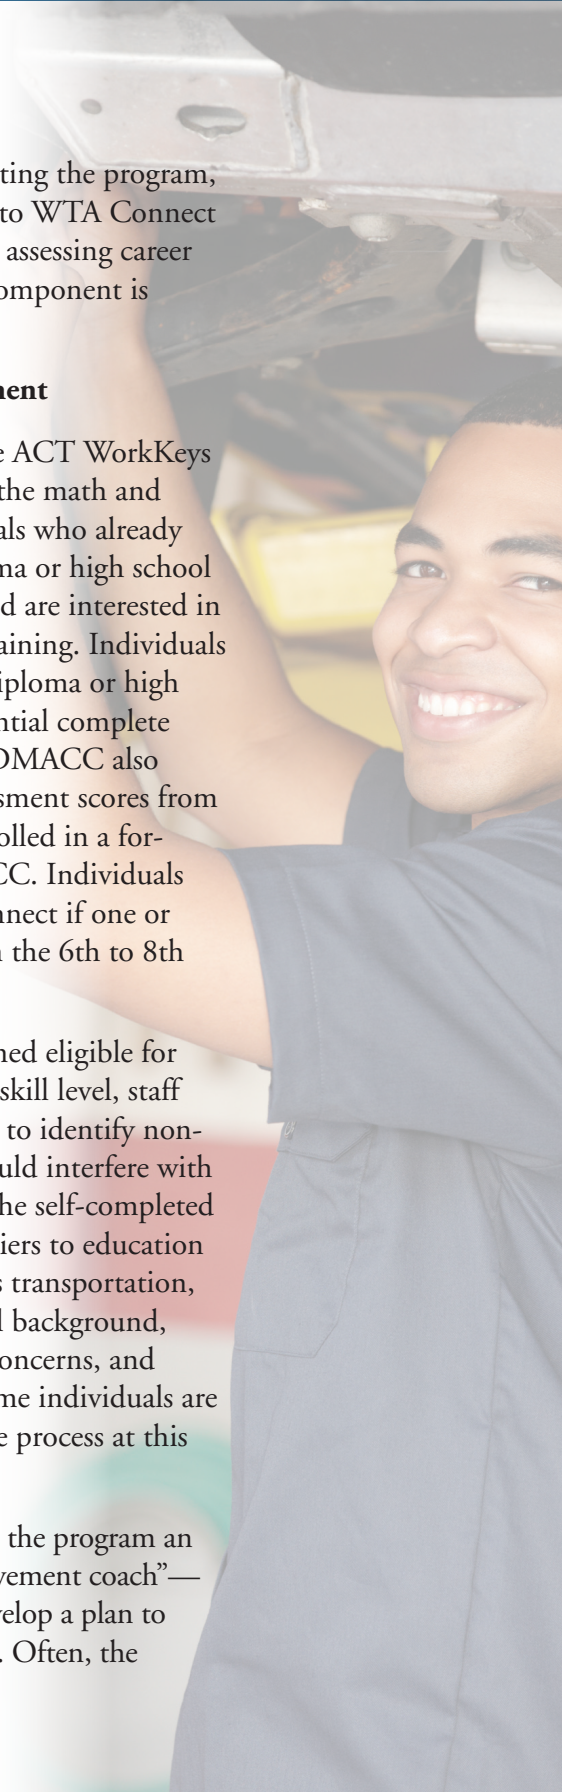 ting the program,
to WTA Connect
assessing career
omponent is
nent
e ACT WorkKeys
the math and
als who already
ma or high school
d are interested in
aining. Individuals
iploma or high
ntial complete
DMACC also
sment scores from
olled in a for-
CC. Individuals
nnect if one or
n the 6th to 8th
ned eligible for
skill level, staff
to identify non-
uld interfere with
he self-completed
iers to education
s transportation,
l background,
oncerns, and
me individuals are
e process at this
the program an
vement coach”—
velop a plan to
. Often, the